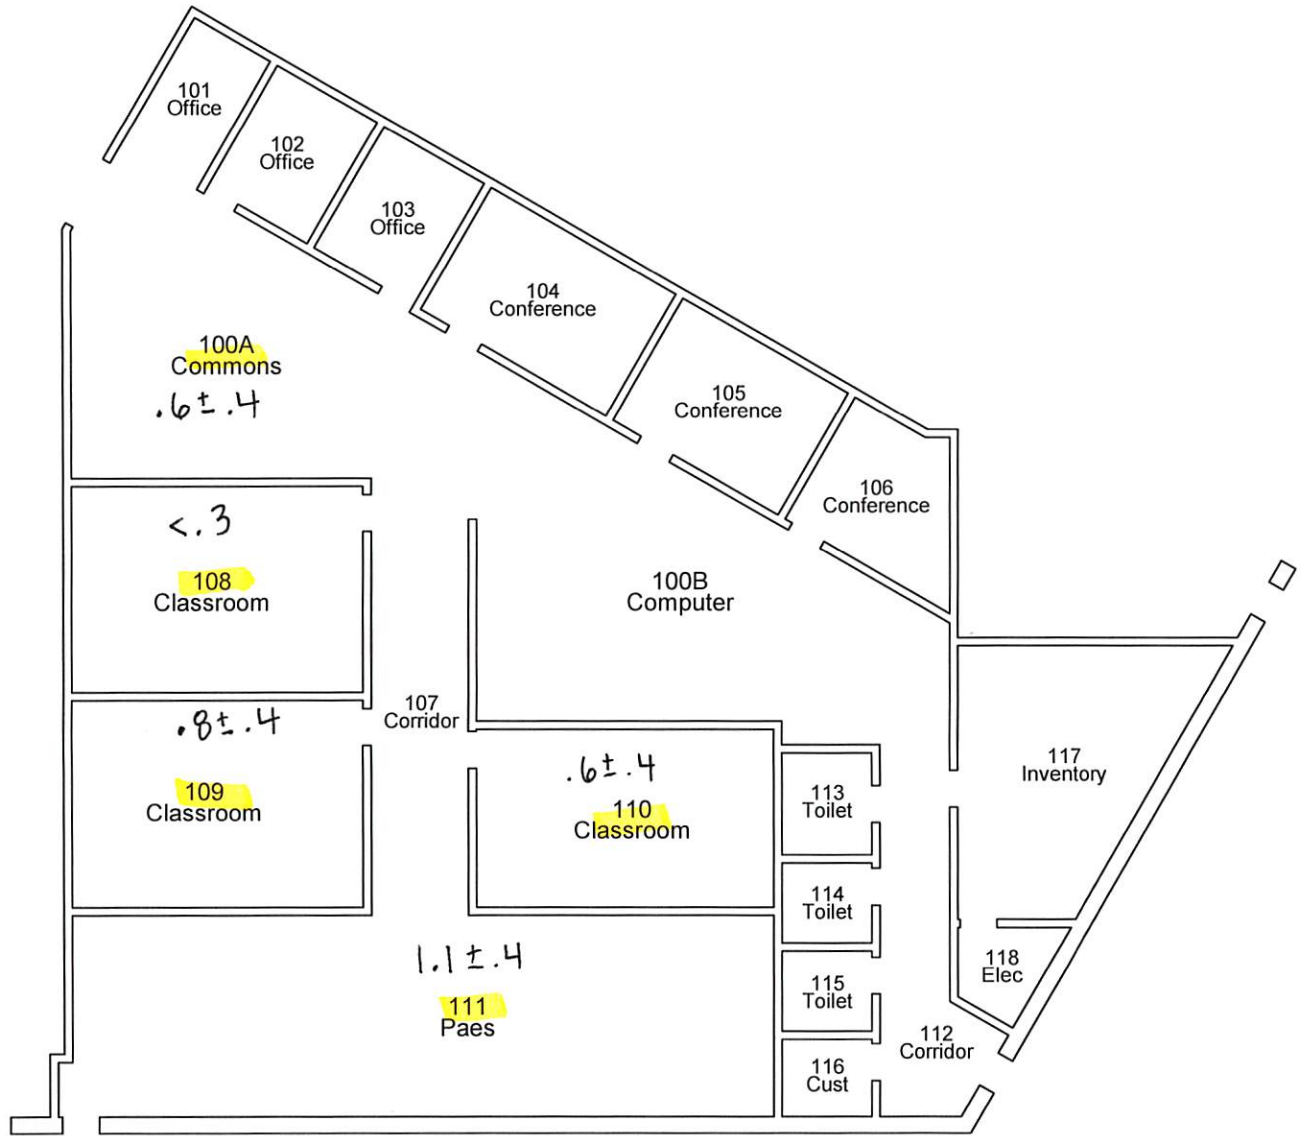 101
Office
102
Office
103
Office
104
Conference
105
Conference
106
Conference
100A
Commons
.6 ± .4
<.3
108
Classroom
100B
Computer
107
Corridor
.8 ± .4
109
Classroom
.6 ± .4
110
Classroom
113
Toilet
117
Inventory
114
Toilet
1.1 ± .4
111
Paes
115
Toilet
118
Elec
112
Corridor
116
Cust